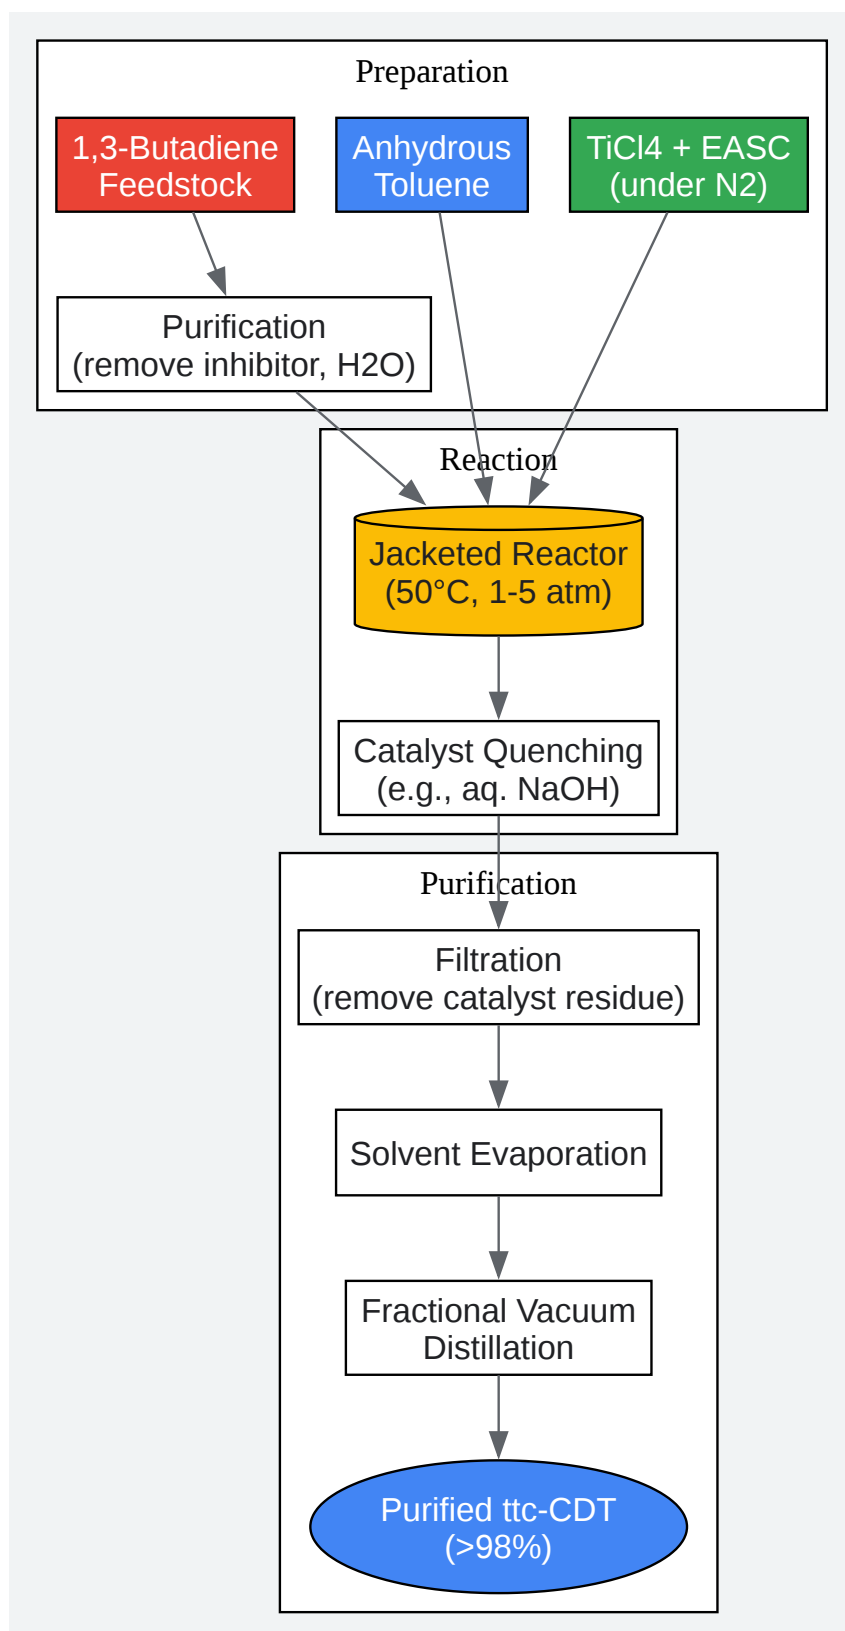 Preparation
1,3-Butadiene
Feedstock
Anhydrous
Toluene
TiCl4 + EASC
(under N2)
Purification
(remove inhibitor, H2O)
Reaction
Jacketed Reactor
(50°C, 1-5 atm)
Catalyst Quenching
(e.g., aq. NaOH)
Purification
Filtration
(remove catalyst residue)
Solvent Evaporation
Fractional Vacuum
Distillation
Purified ttc-CDT
(>98%)